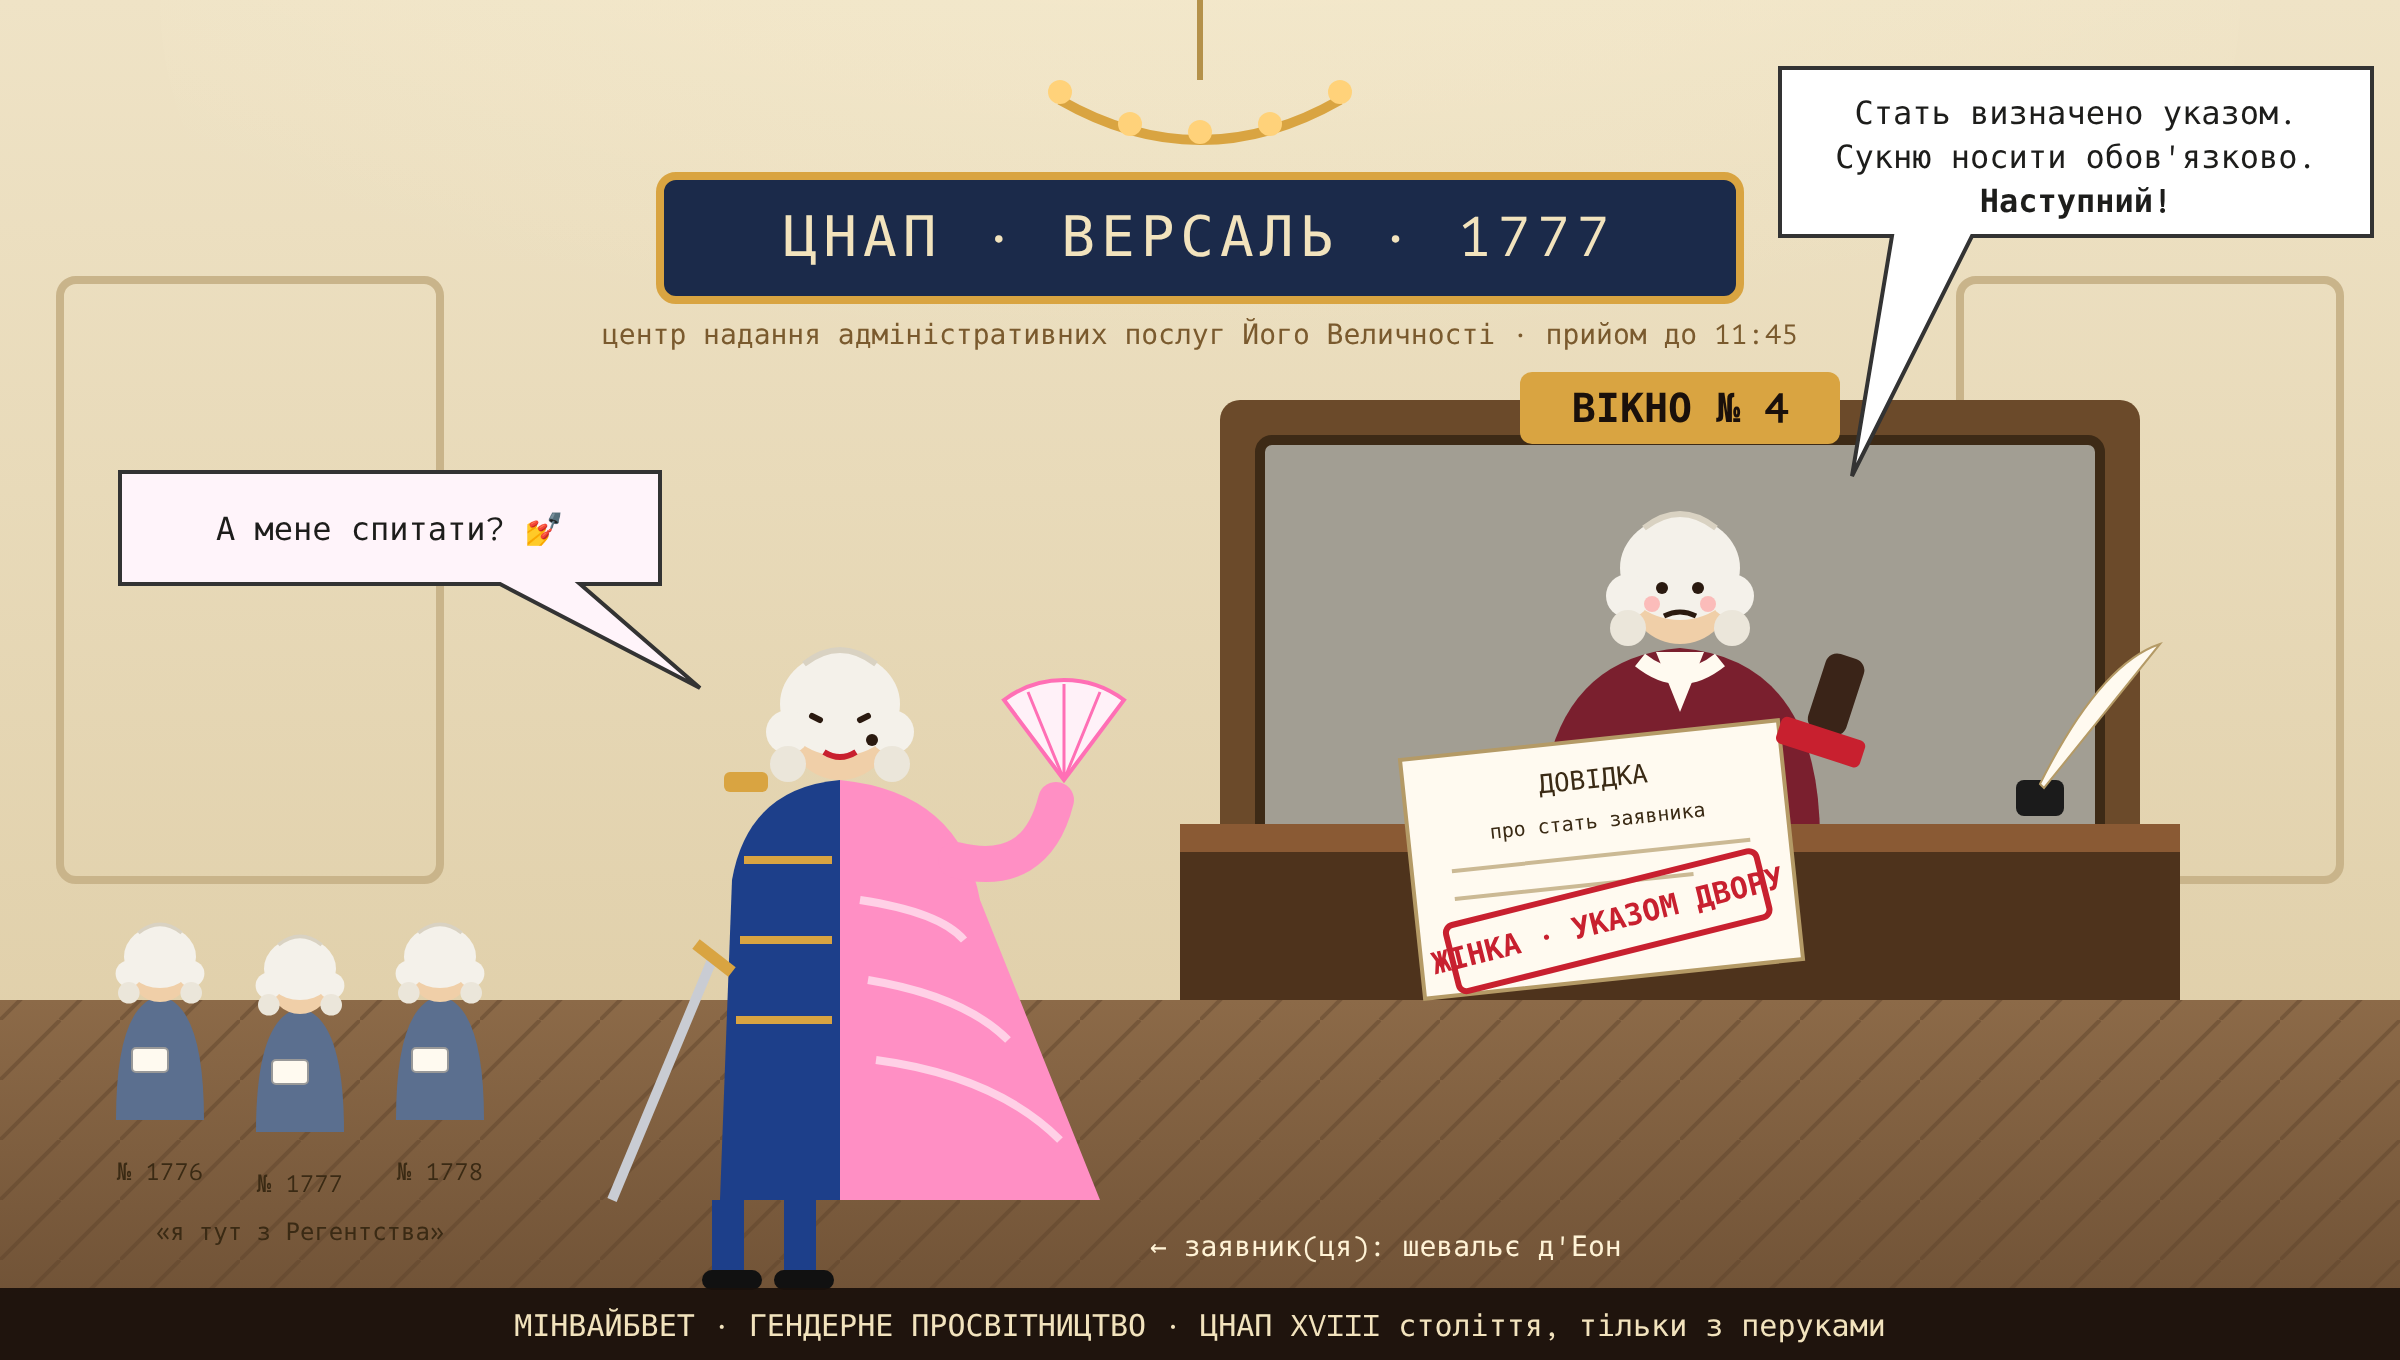 ЦНАП · ВЕРСАЛЬ · 1777
центр надання адміністративних послуг Його Величності · прийом до 11:45
Стать визначено указом.
Сукню носити обов'язково.
Наступний!
ВІКНО № 4
А мене спитати? 💅
ДОВІДКА
про стать заявника
ЖІНКА · УКАЗОМ ДВОРУ
№ 1776
№ 1777
№ 1778
«я тут з Регентства»
← заявник(ця): шевальє д'Еон
МІНВАЙБВЕТ · ГЕНДЕРНЕ ПРОСВІТНИЦТВО · ЦНАП XVIII століття, тільки з перуками